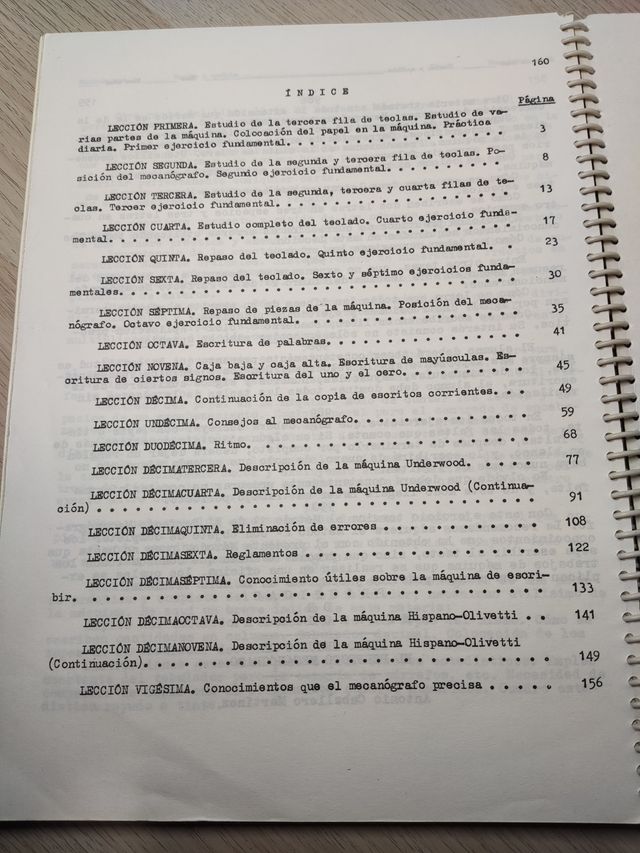 160
ÍNDICE
Página
LECCIÓN PRIMERA. Estudio de la tercera fila de teclas. Estudio de va-
rias partes de la máquina. Colocación del papel en la máquina. Práctica
diaria. Primer ejercicio fundamental. . . . . . . . . . . . . . . . . . 3
LECCIÓN SEGUNDA. Estudio de la segunda y tercera fila de teclas. Po-
sición del mecanógrafo. Segundo ejercicio fundamental. . . . . . . . . . 8
LECCIÓN TERCERA. Estudio de la segunda, tercera y cuarta filas de te-
clas. Tercer ejercicio fundamental. . . . . . . . . . . . . . . . . . . 13
LECCIÓN CUARTA. Estudio completo del teclado. Cuarto ejercicio funda-
mental. . . . . . . . . . . . . . . . . . . . . . . . . . . . . . . . 17
LECCIÓN QUINTA. Repaso del teclado. Quinto ejercicio fundamental. . 23
LECCIÓN SEXTA. Repaso del teclado. Sexto y séptimo ejercicios funda-
mentales. . . . . . . . . . . . . . . . . . . . . . . . . . . . . . . 30
LECCIÓN SÉPTIMA. Repaso de piezas de la máquina. Posición del meca-
nógrafo. Octavo ejercicio fundamental. . . . . . . . . . . . . . . . . 35
LECCIÓN OCTAVA. Escritura de palabras. . . . . . . . . . . . . . . . 41
LECCIÓN NOVENA. Caja baja y caja alta. Escritura de mayúsculas. Es-
critura de ciertos signos. Escritura del uno y el cero. . . . . . . . . 45
LECCIÓN DÉCIMA. Continuación de la copia de escritos corrientes. . . 49
LECCIÓN UNDÉCIMA. Consejos al mecanógrafo. . . . . . . . . . . . . . 59
LECCIÓN DUODÉCIMA. Ritmo. . . . . . . . . . . . . . . . . . . . . . 68
LECCIÓN DÉCIMATERCERA. Descripción de la máquina Underwood. . . . . 77
LECCIÓN DÉCIMACUARTA. Descripción de la máquina Underwood (Continua-
ción) . . . . . . . . . . . . . . . . . . . . . . . . . . . . . . . . 91
LECCIÓN DÉCIMAQUINTA. Eliminación de errores . . . . . . . . . . . . 108
LECCIÓN DÉCIMASEXTA. Reglamentos . . . . . . . . . . . . . . . . . . 122
LECCIÓN DÉCIMASÉPTIMA. Conocimiento útiles sobre la máquina de escri-
bir. . . . . . . . . . . . . . . . . . . . . . . . . . . . . . . . . 133
LECCIÓN DÉCIMAOCTAVA. Descripción de la máquina Hispano-Olivetti . . 141
LECCIÓN DÉCIMANOVENA. Descripción de la máquina Hispano-Olivetti
(Continuación). . . . . . . . . . . . . . . . . . . . . . . . . . . . 149
LECCIÓN VIGÉSIMA. Conocimientos que el mecanógrafo precisa . . . . . 156